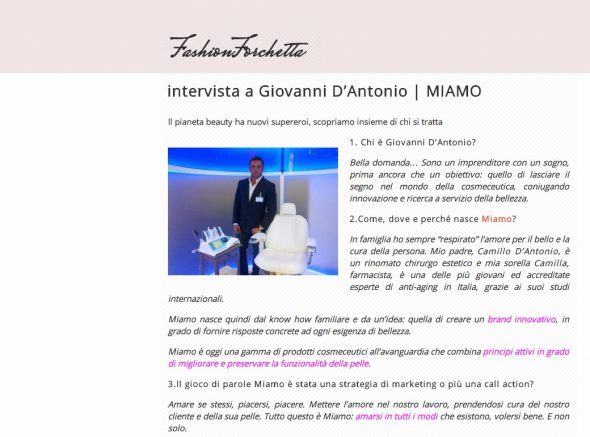 FashionForchetta
intervista a Giovanni D'Antonio | MIAMO
Il pianeta beauty ha nuovi supereroi, scopriamo insieme di chi si tratta
1. Chi è Giovanni D'Antonio?
Bella domanda… Sono un imprenditore con un sogno,
prima ancora che un obiettivo: quello di lasciare il
segno nel mondo della cosmeceutica, coniugando
innovazione e ricerca a servizio della bellezza.
2.Come, dove e perché nasce Miamo?
In famiglia ho sempre "respirato" l'amore per il bello e la
cura della persona. Mio padre, Camillo D'Antonio, è
un rinomato chirurgo estetico e mia sorella Camilla,
farmacista, è una delle più giovani ed accreditate
esperte di anti-aging in Italia, grazie ai suoi studi
internazionali.
Miamo nasce quindi dal know how familiare e da un'idea: quella di creare un brand innovativo, in
grado di fornire risposte concrete ad ogni esigenza di bellezza.
Miamo è oggi una gamma di prodotti cosmeceutici all'avanguardia che combina principi attivi in grado
di migliorare e preservare la funzionalità della pelle.
3.Il gioco di parole Miamo è stata una strategia di marketing o più una call action?
Amare se stessi, piacersi, piacere. Mettere l'amore nel nostro lavoro, prendendosi cura del nostro
cliente e della sua pelle. Tutto questo è Miamo: amarsi in tutti i modi che esistono, volersi bene. E non
solo.